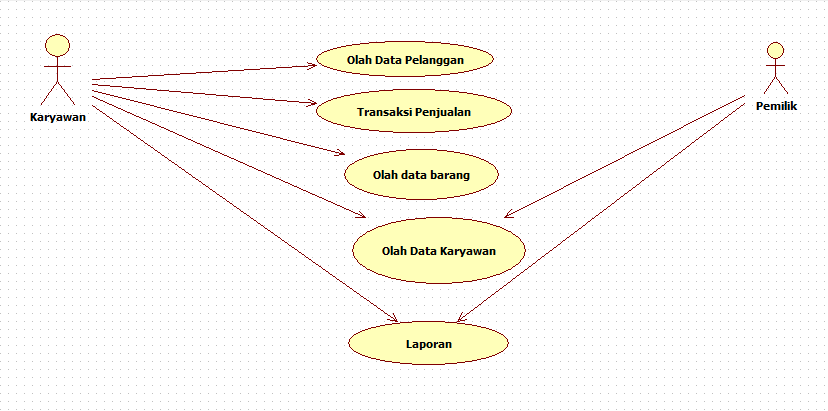 Olah Data Pelanggan
Karyawan
Transaksi Penjualan
Pemilik
Olah data barang
Olah Data Karyawan
Laporan